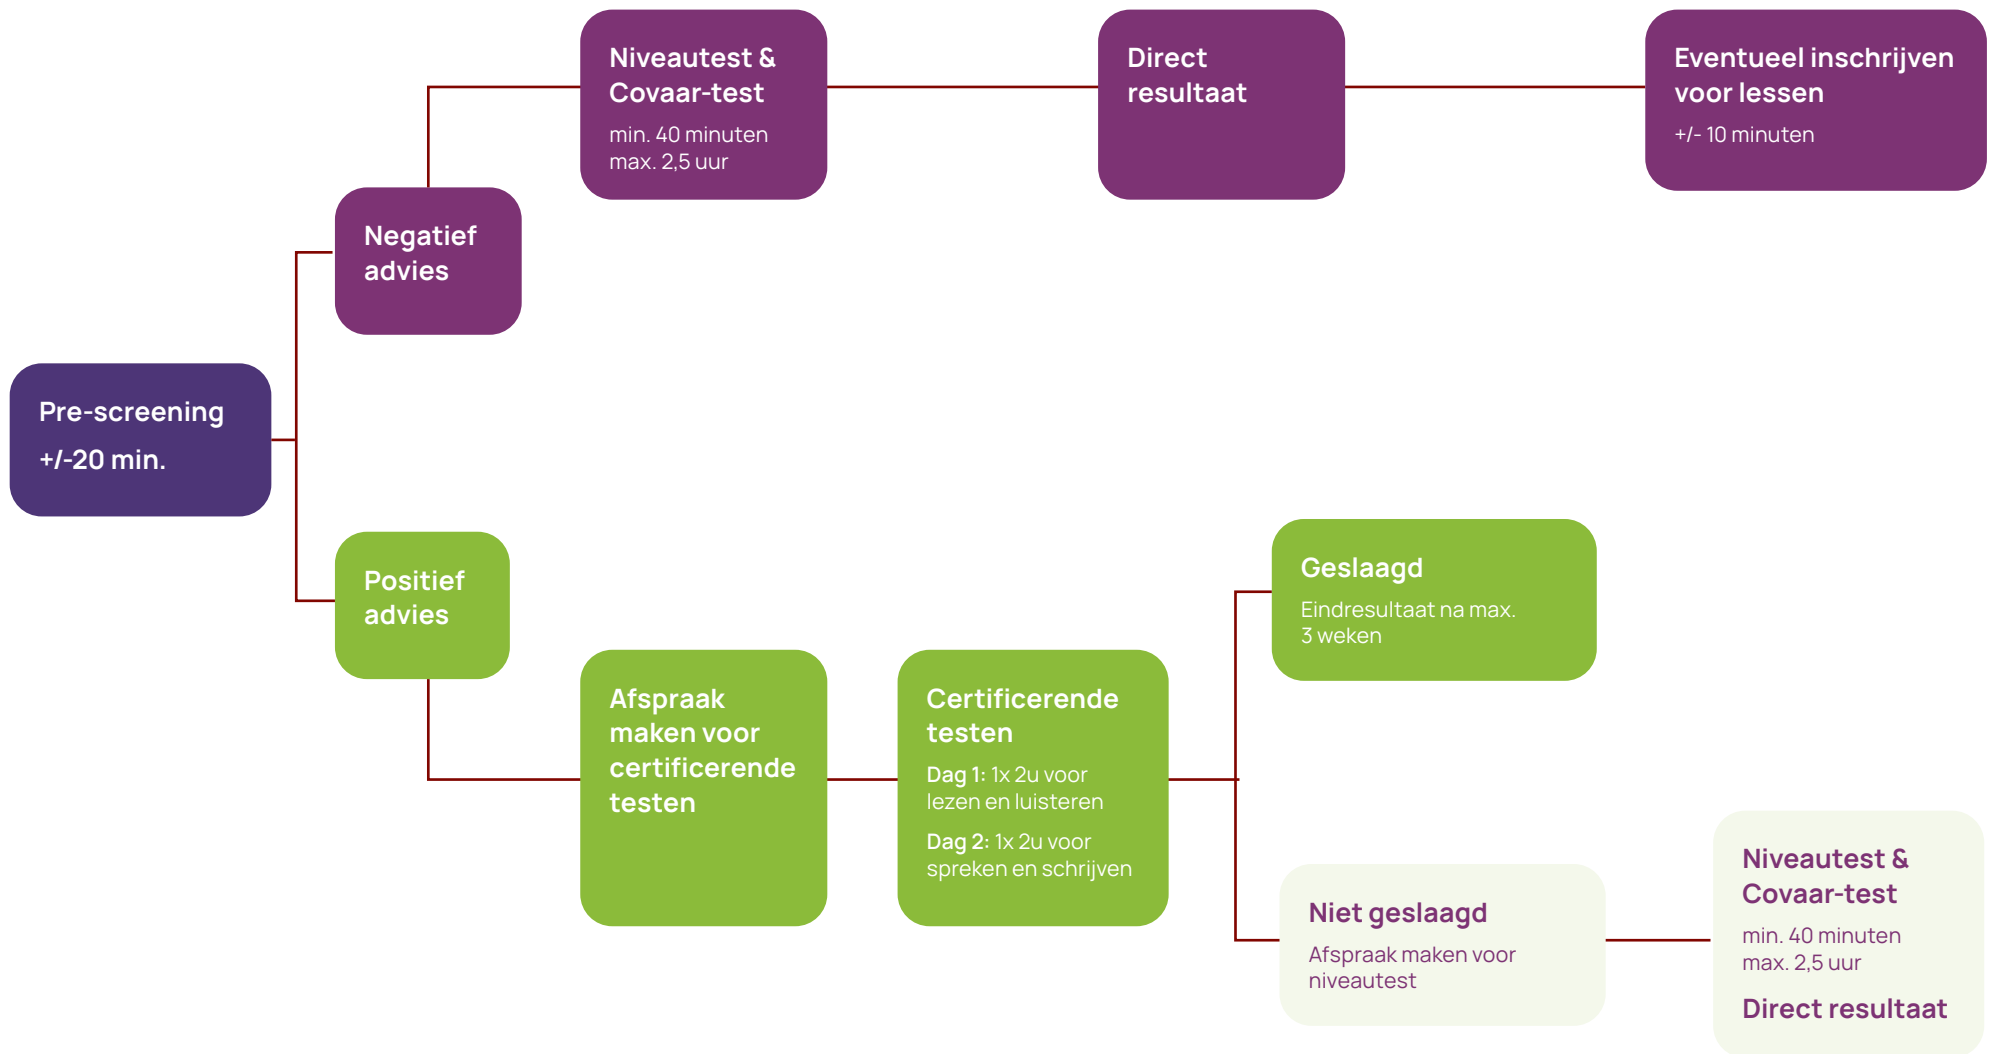 Niveautest &
Covaar-test
min. 40 minuten
max. 2,5 uur
Direct
resultaat
Eventueel inschrijven
voor lessen
+/- 10 minuten
Negatief
advies
Pre-screening
+/-20 min.
Positief
advies
Afspraak
maken voor
certificerende
testen
Certificerende
testen
Dag 1: 1x 2u voor
lezen en luisteren
Dag 2: 1x 2u voor
spreken en schrijven
Geslaagd
Eindresultaat na max.
3 weken
Niet geslaagd
Afspraak maken voor
niveautest
Niveautest &
Covaar-test
min. 40 minuten
max. 2,5 uur
Direct resultaat